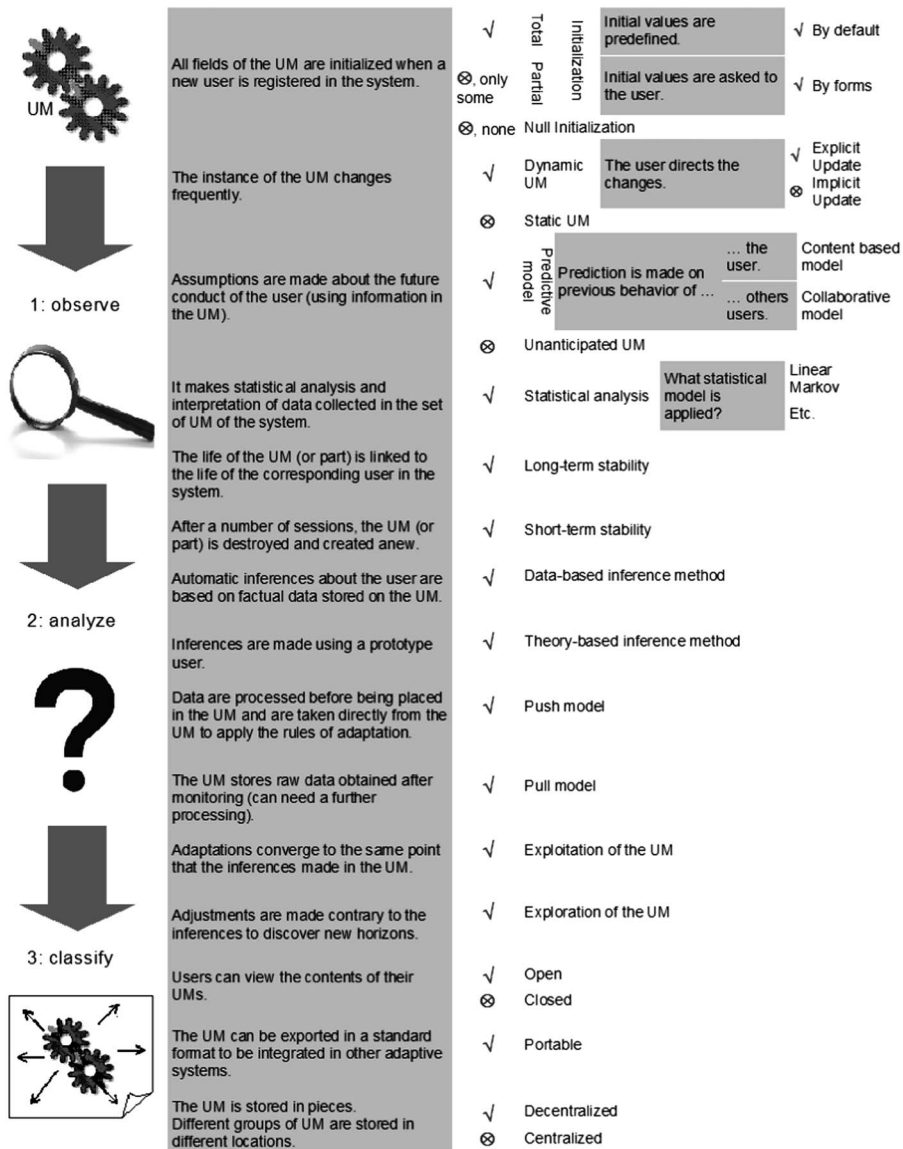 UM
1: observe
2: analyze
3: classify
All fields of the UM are initialized when a
new user is registered in the system.
√
Total
⊗, only
some
Partial
Initialization
Initial values are
predefined.
√ By default
Initial values are asked to
the user.
√ By forms
⊗, none Null Initialization
The instance of the UM changes
frequently.
√
Dynamic
UM
The user directs the
changes.
√ Explicit
Update
⊗ Implicit
Update
⊗ Static UM
Assumptions are made about the future
conduct of the user (using information in
the UM).
√
Predictive
model
Prediction is made on
previous behavior of ...
... the
user.
Content based
model
... others
users.
Collaborative
model
⊗ Unanticipated UM
It makes statistical analysis and
interpretation of data collected in the set
of UM of the system.
√ Statistical analysis
What statistical
model is
applied?
Linear
Markov
Etc.
The life of the UM (or part) is linked to
the life of the corresponding user in the
system.
√ Long-term stability
After a number of sessions, the UM (or
part) is destroyed and created anew.
√ Short-term stability
Automatic inferences about the user are
based on factual data stored on the UM.
√ Data-based inference method
Inferences are made using a prototype
user.
√ Theory-based inference method
Data are processed before being placed
in the UM and are taken directly from the
UM to apply the rules of adaptation.
√ Push model
The UM stores raw data obtained after
monitoring (can need a further
processing).
√ Pull model
Adaptations converge to the same point
that the inferences made in the UM.
√ Exploitation of the UM
Adjustments are made contrary to the
inferences to discover new horizons.
√ Exploration of the UM
Users can view the contents of their
UMs.
√ Open
⊗ Closed
The UM can be exported in a standard
format to be integrated in other adaptive
systems.
√ Portable
The UM is stored in pieces.
Different groups of UM are stored in
different locations.
√ Decentralized
⊗ Centralized